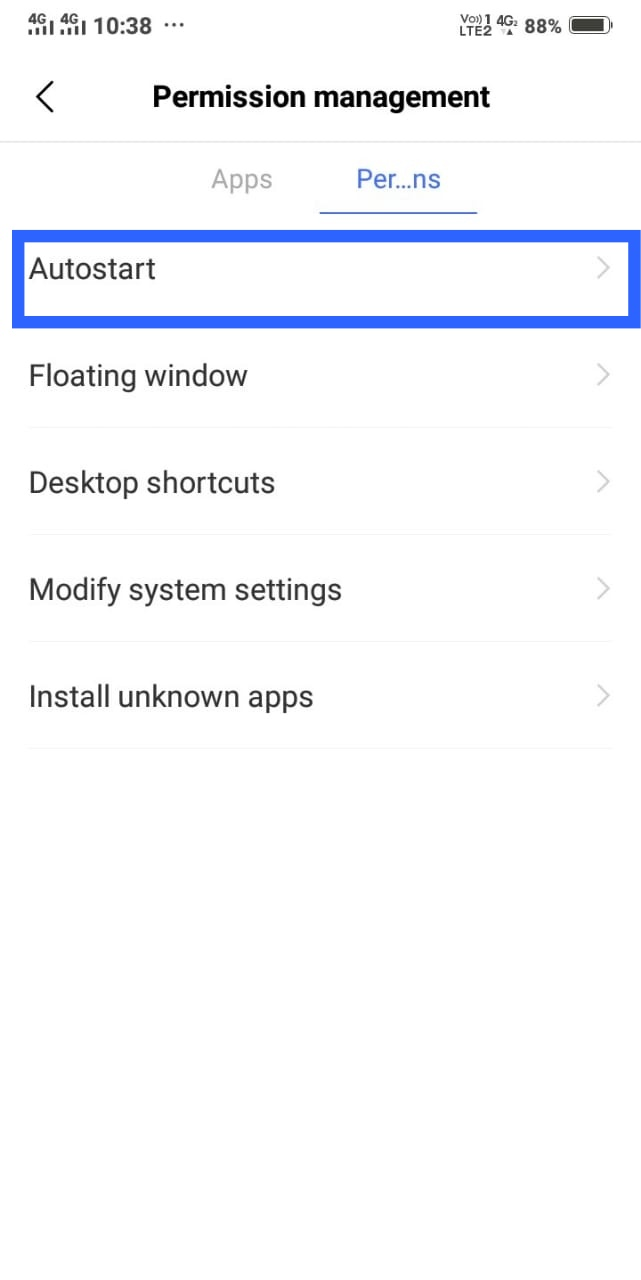 4G 4G 10:38 ... Vo)) 1 4G2 88%
LTE2
Permission management
Apps Per...ns
Autostart
Floating window
Desktop shortcuts
Modify system settings
Install unknown apps